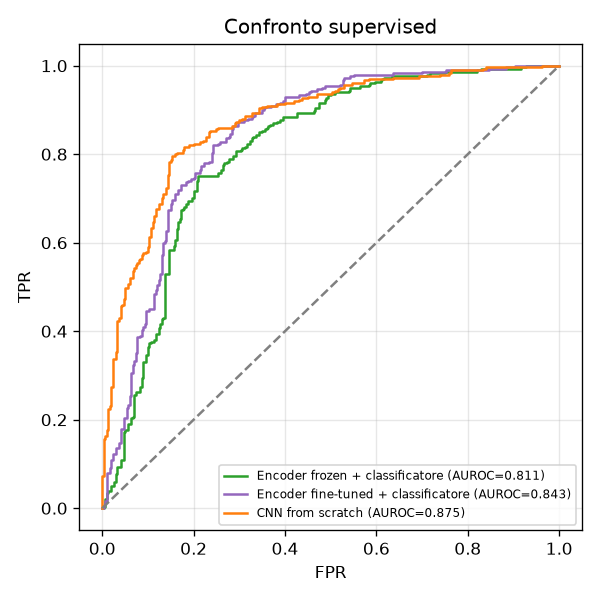 Confronto supervised
1.0
0.8
0.6
0.4
0.2
0.0
TPR
Encoder frozen + classificatore (AUROC=0.811)
Encoder fine-tuned + classificatore (AUROC=0.843)
CNN from scratch (AUROC=0.875)
0.0 0.2 0.4 0.6 0.8 1.0
FPR